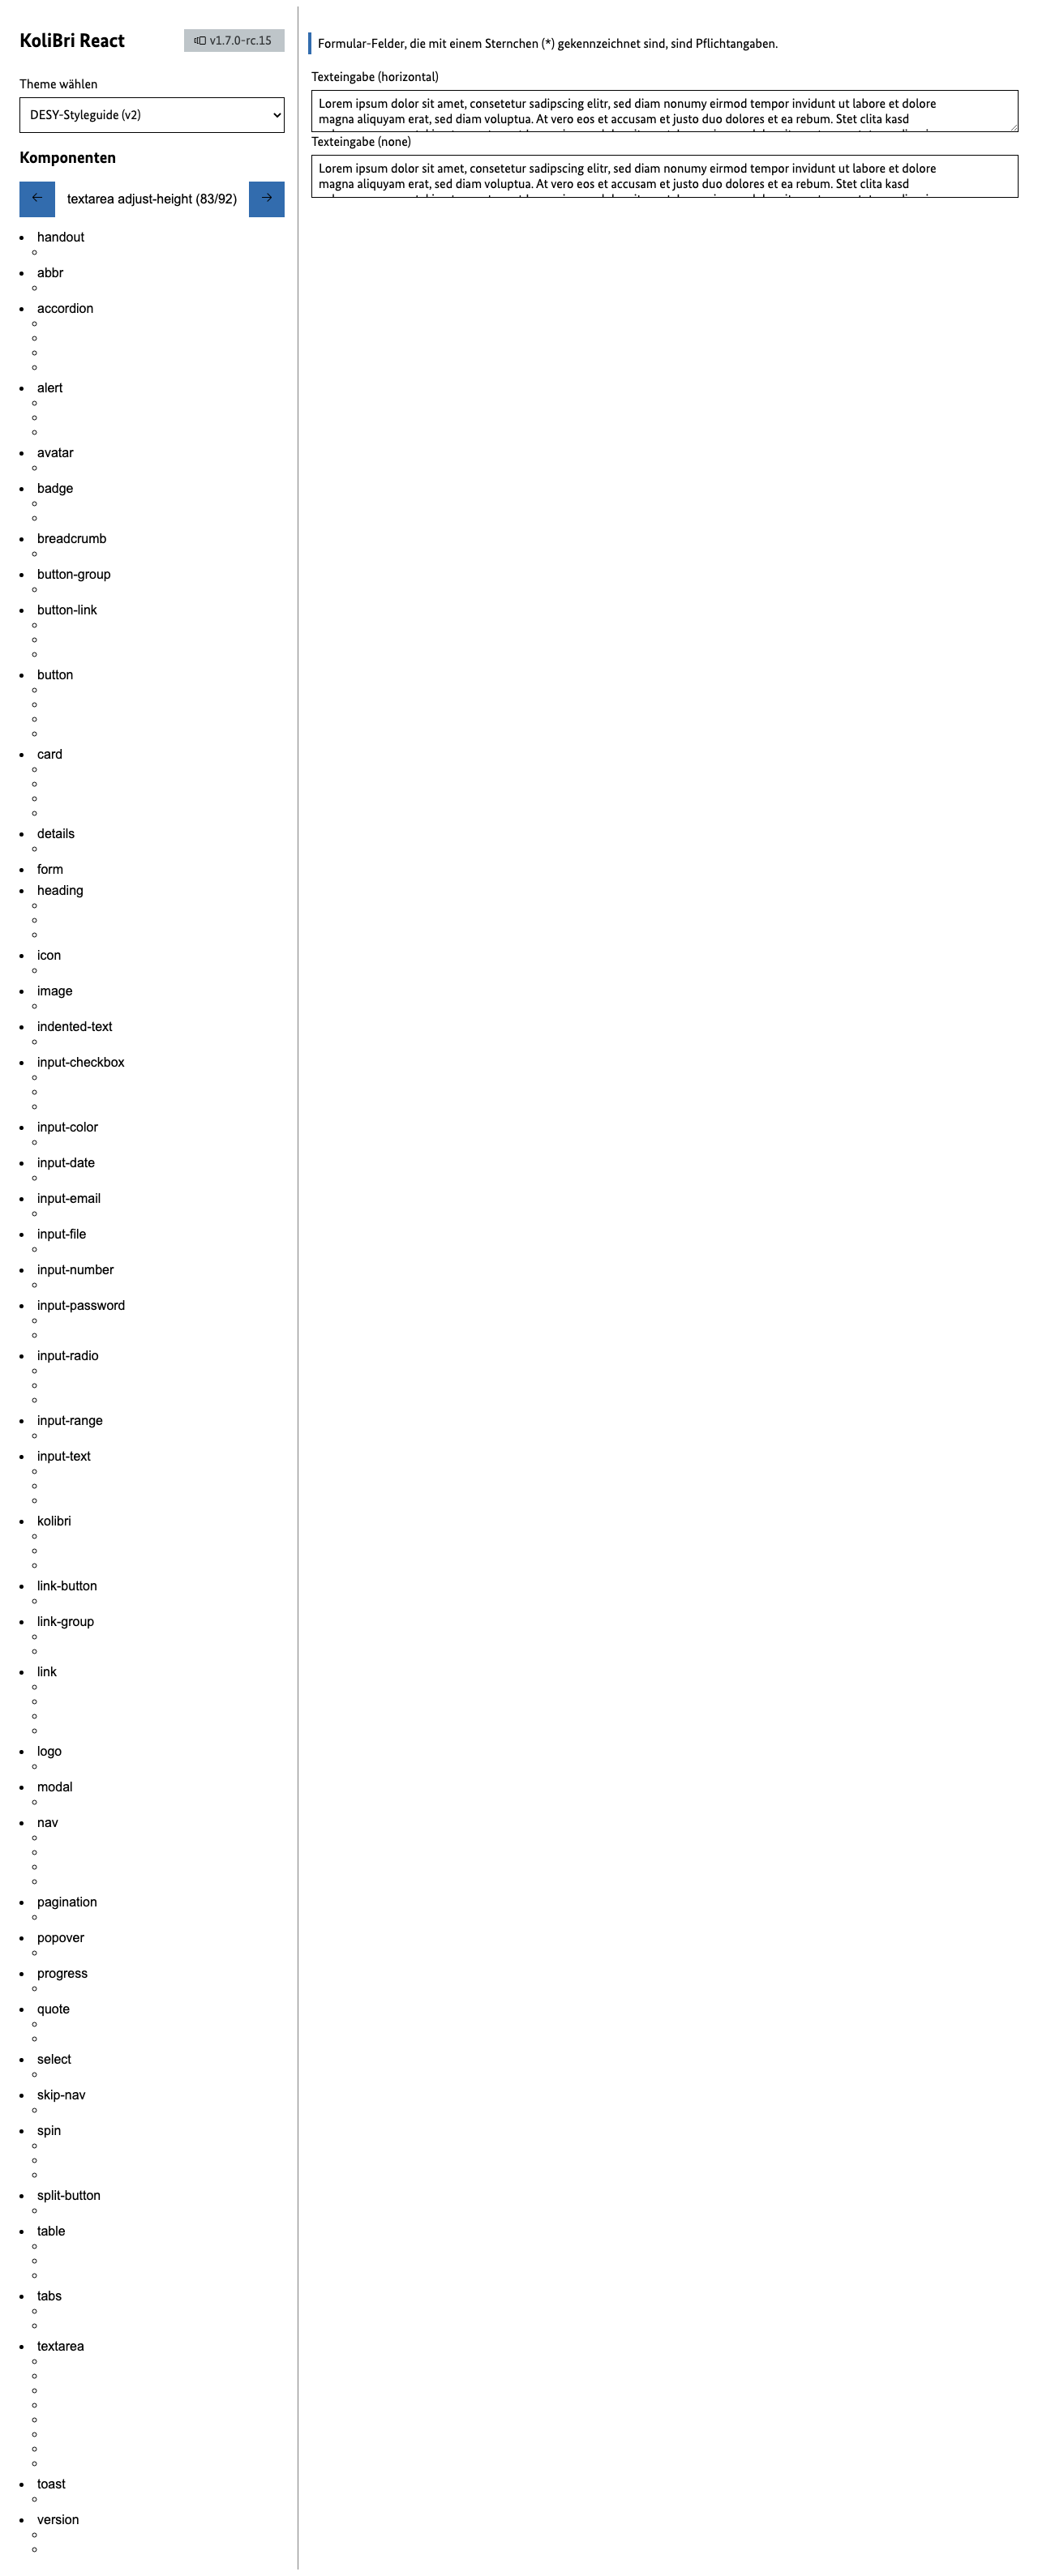 KoliBri React
v1.7.0-rc.15
Theme wählen
DESY-Styleguide (v2)
Komponenten
textarea adjust-height (83/92)
handout
abbr
accordion
alert
avatar
badge
breadcrumb
button-group
button-link
button
card
details
form
heading
icon
image
indented-text
input-checkbox
input-color
input-date
input-email
input-file
input-number
input-password
input-radio
input-range
input-text
kolibri
link-button
link-group
link
logo
modal
nav
pagination
popover
progress
quote
select
skip-nav
spin
split-button
table
tabs
textarea
toast
version
Formular-Felder, die mit einem Sternchen (*) gekennzeichnet sind, sind Pflichtangaben.
Texteingabe (horizontal)
Lorem ipsum dolor sit amet, consetetur sadipscing elitr, sed diam nonumy eirmod tempor invidunt ut labore et dolore
magna aliquyam erat, sed diam voluptua. At vero eos et accusam et justo duo dolores et ea rebum. Stet clita kasd
Texteingabe (none)
Lorem ipsum dolor sit amet, consetetur sadipscing elitr, sed diam nonumy eirmod tempor invidunt ut labore et dolore
magna aliquyam erat, sed diam voluptua. At vero eos et accusam et justo duo dolores et ea rebum. Stet clita kasd